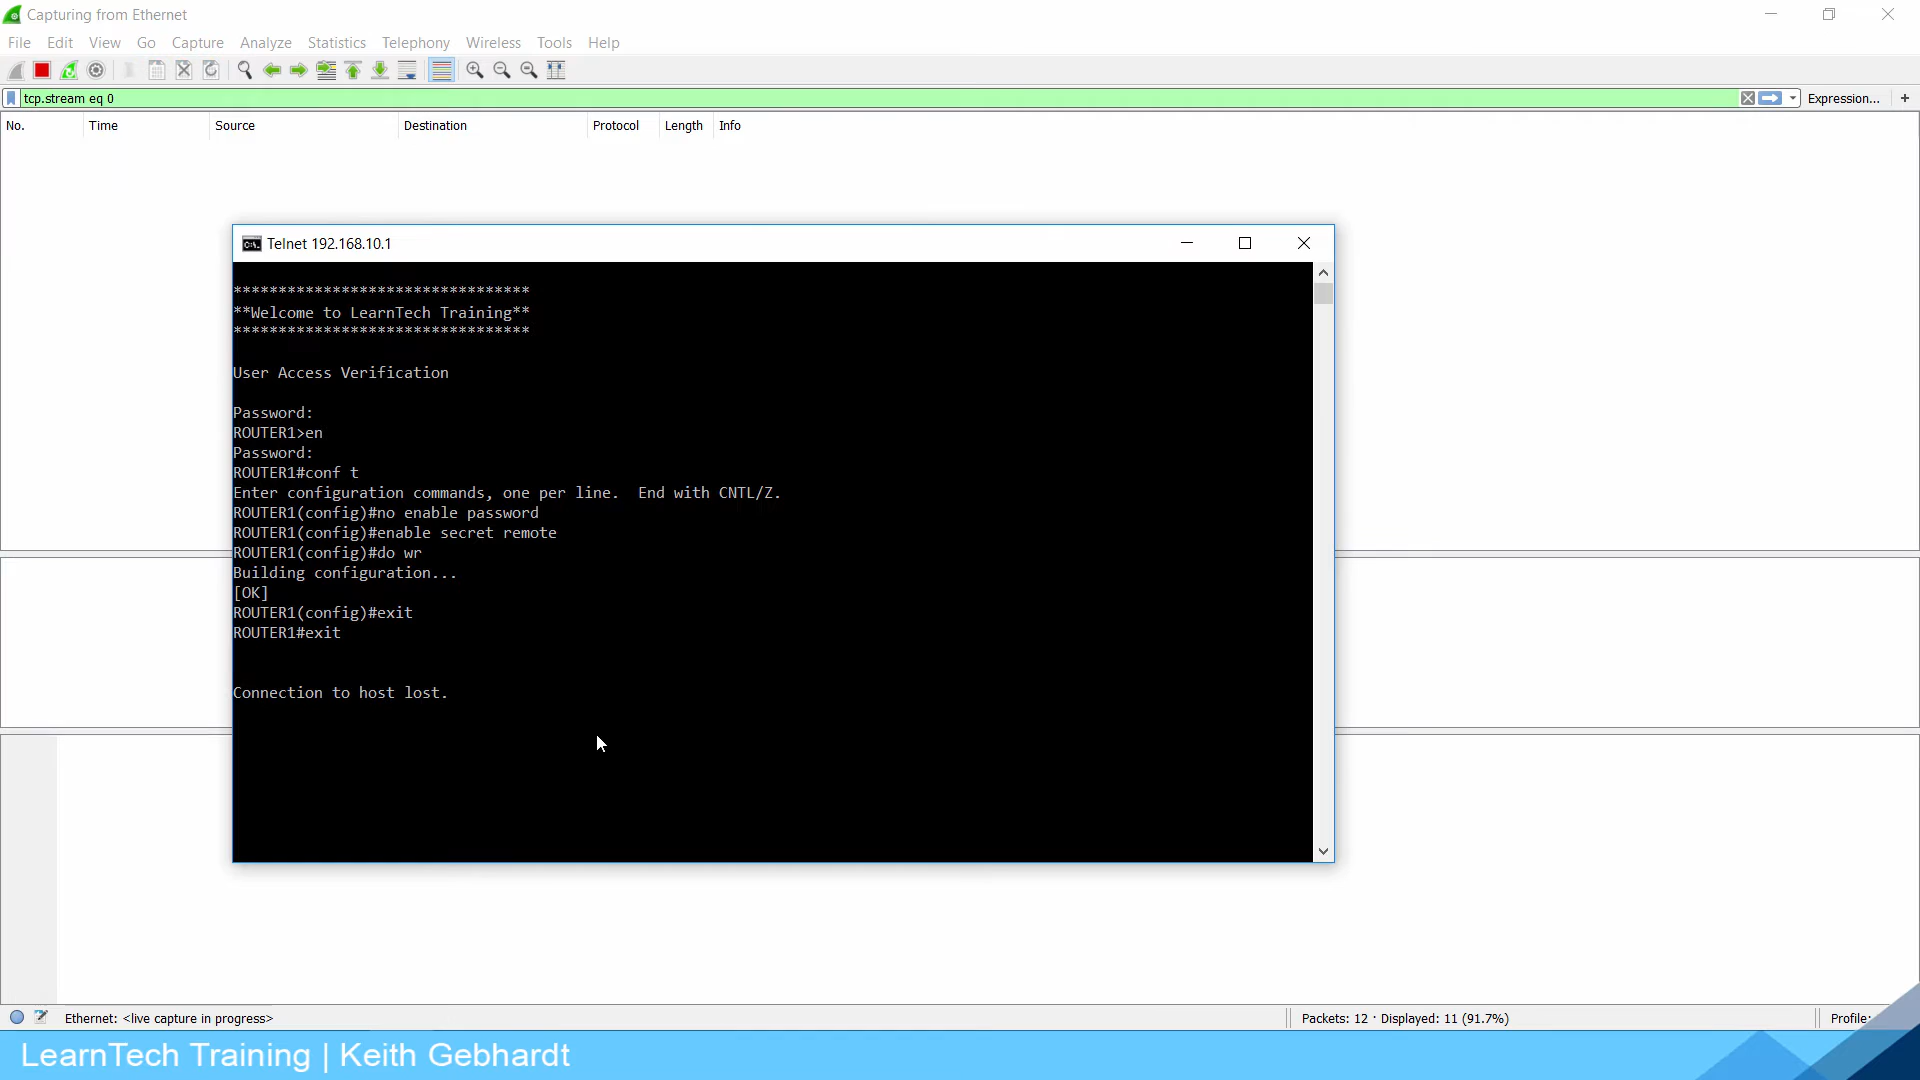 Capturing from Ethernet
File Edit View Go Capture Analyze Statistics Telephony Wireless Tools Help
tcp.stream eq 0
Expression... +
No. Time Source Destination Protocol Length Info
Telnet 192.168.10.1
*********************************
**Welcome to LearnTech Training**
*********************************
User Access Verification
Password:
ROUTER1>en
Password:
ROUTER1#conf t
Enter configuration commands, one per line.  End with CNTL/Z.
ROUTER1(config)#no enable password
ROUTER1(config)#enable secret remote
ROUTER1(config)#do wr
Building configuration...
[OK]
ROUTER1(config)#exit
ROUTER1#exit
Connection to host lost.
Ethernet: <live capture in progress>
Packets: 12 · Displayed: 11 (91.7%)
Profile:
LearnTech Training | Keith Gebhardt